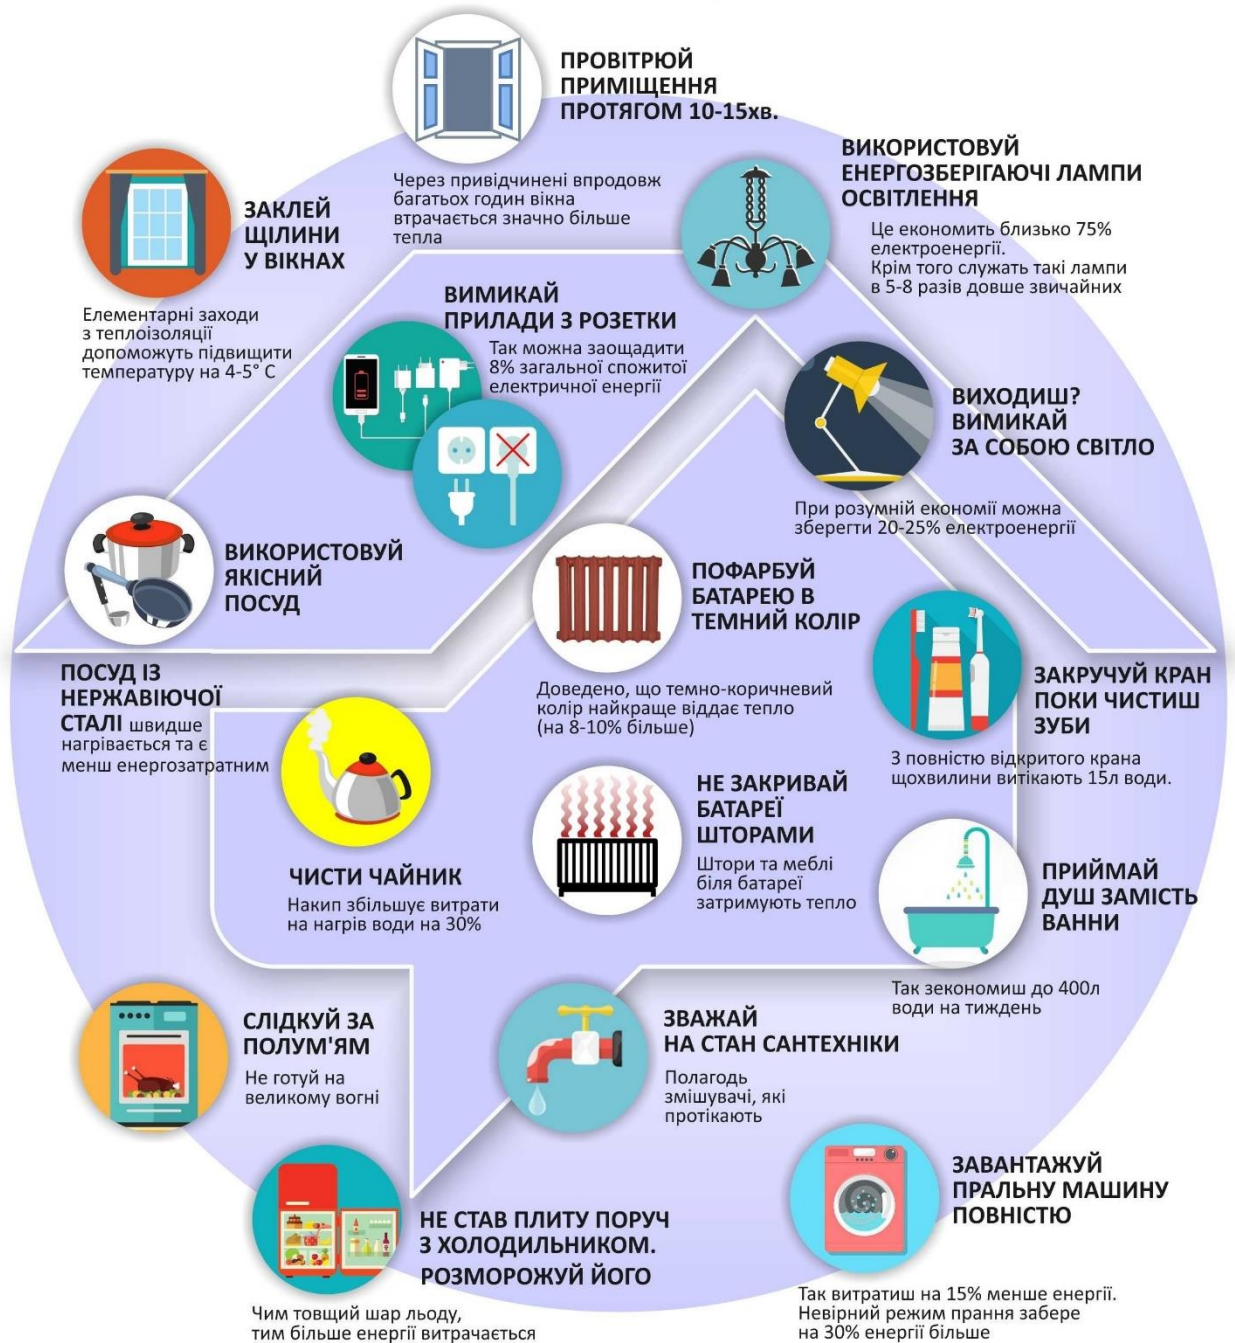 ПРОВІТРЮЙ
ПРИМІЩЕННЯ
ПРОТЯГОМ 10-15хв.
Через привідчинені впродовж
багатьох годин вікна
втрачається значно більше
тепла
ВИКОРИСТОВУЙ
ЕНЕРГОЗБЕРІГАЮЧІ ЛАМПИ
ОСВІТЛЕННЯ
Це економить близько 75%
електроенергії.
Крім того служать такі лампи
в 5-8 разів довше звичайних
ЗАКЛЕЙ
ЩІЛИНИ
У ВІКНАХ
Елементарні заходи
з теплоізоляції
допоможуть підвищити
температуру на 4-5° С
ВИМИКАЙ
ПРИЛАДИ З РОЗЕТКИ
Так можна заощадити
8% загальної спожитої
електричної енергії
ВИХОДИШ?
ВИМИКАЙ
ЗА СОБОЮ СВІТЛО
При розумній економії можна
зберегти 20-25% електроенергії
ВИКОРИСТОВУЙ
ЯКІСНИЙ
ПОСУД
ПОСУД ІЗ
НЕРЖАВІЮЧОЇ
СТАЛІ швидше
нагрівається та є
менш енергозатратним
ПОФАРБУЙ
БАТАРЕЮ В
ТЕМНИЙ КОЛІР
Доведено, що темно-коричневий
колір найкраще віддає тепло
(на 8-10% більше)
ЗАКРУЧУЙ КРАН
ПОКИ ЧИСТИШ
ЗУБИ
З повністю відкритого крана
щохвилини витікають 15л води.
ЧИСТИ ЧАЙНИК
Накип збільшує витрати
на нагрів води на 30%
НЕ ЗАКРИВАЙ
БАТАРЕЇ
ШТОРАМИ
Штори та меблі
біля батареї
затримують тепло
ПРИЙМАЙ
ДУШ ЗАМІСТЬ
ВАННИ
Так зекономиш до 400л
води на тиждень
СЛІДКУЙ ЗА
ПОЛУМ'ЯМ
Не готуй на
великому вогні
ЗВАЖАЙ
НА СТАН САНТЕХНІКИ
Полагодь
змішувачі, які
протікають
НЕ СТАВ ПЛИТУ ПОРУЧ
З ХОЛОДИЛЬНИКОМ.
РОЗМОРОЖУЙ ЙОГО
Чим товщий шар льоду,
тим більше енергії витрачається
ЗАВАНТАЖУЙ
ПРАЛЬНУ МАШИНУ
ПОВНІСТЮ
Так витратиш на 15% менше енергії.
Невірний режим прання забере
на 30% енергії більше